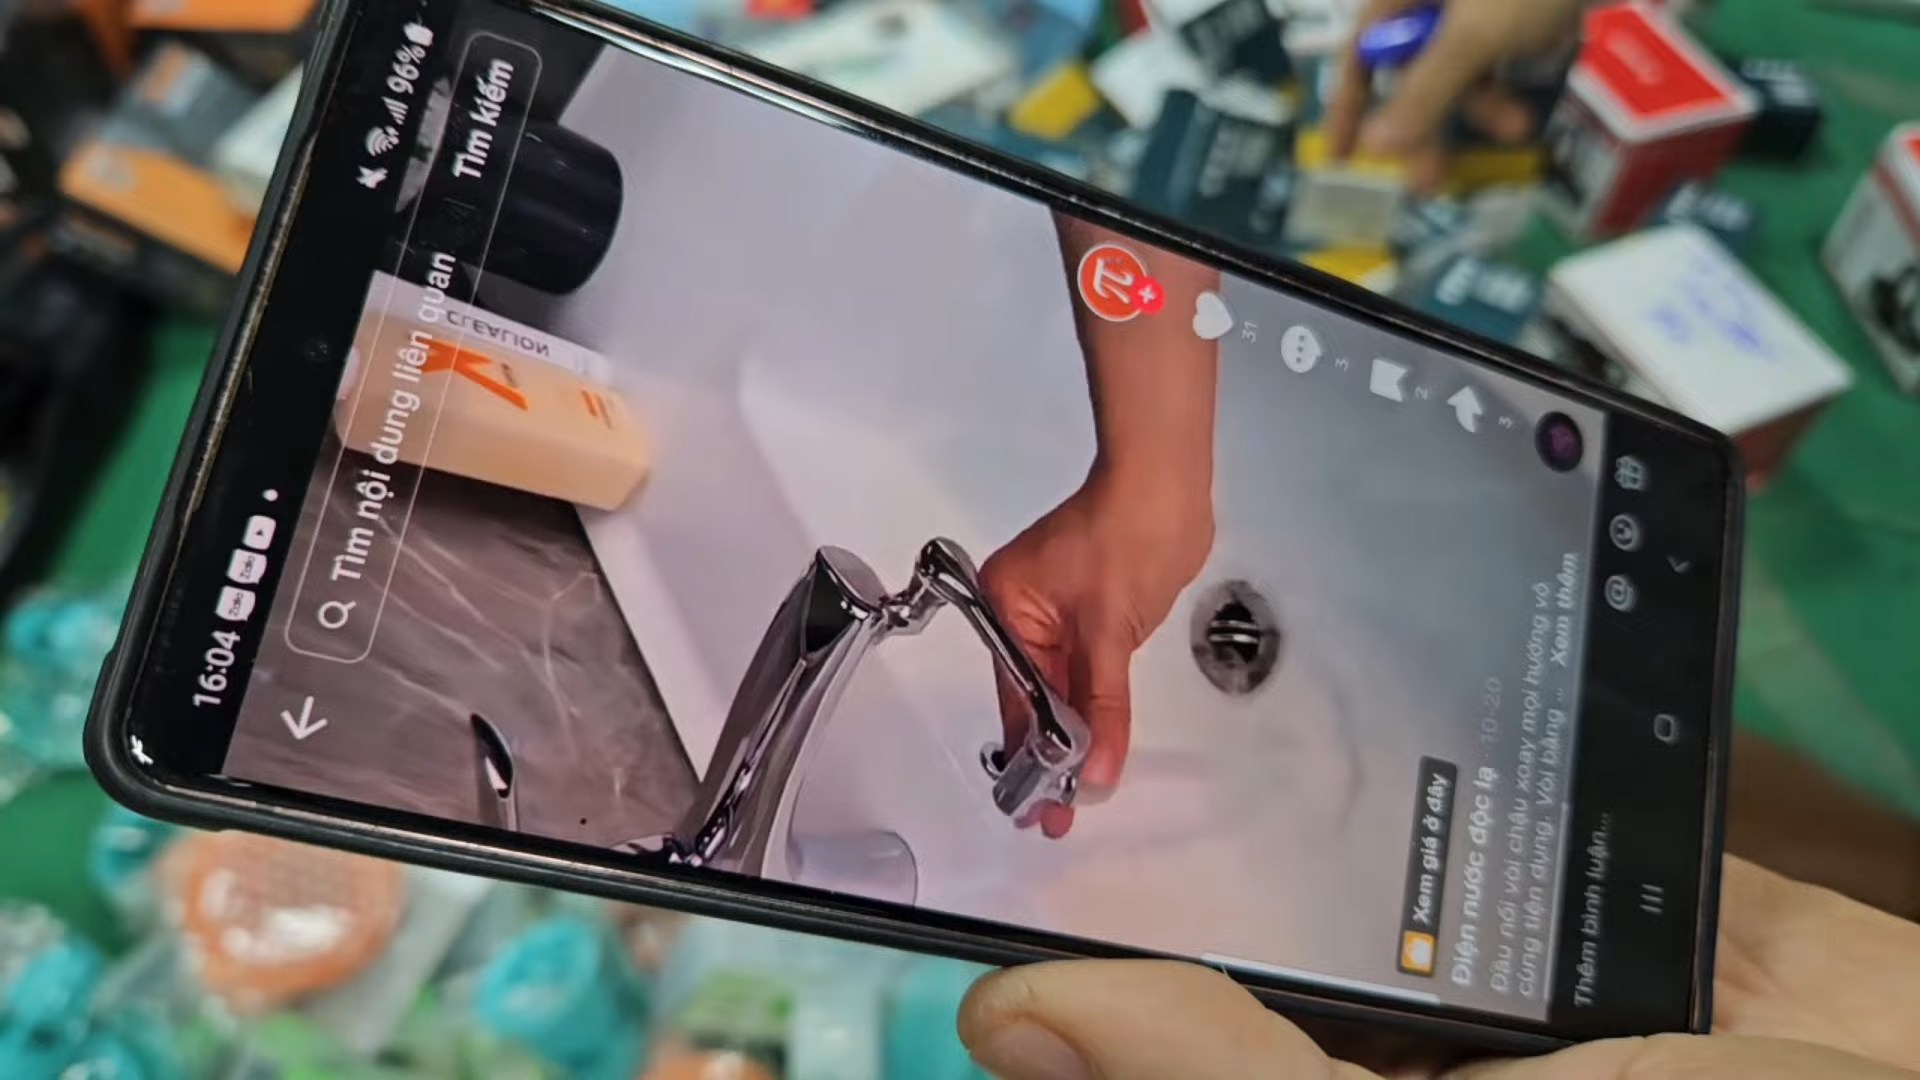 16:04 Zalo Zalo 96%
Tìm nội dung liên quan Tìm kiếm
CLEALION
31
3
2
3
Xem giá ở đây
Điện nước độc lạ · 10-20
Đầu nối vòi chậu xoay mọi hướng vô
cùng tiện dụng. Vòi bằng ... Xem thêm
Thêm bình luận...